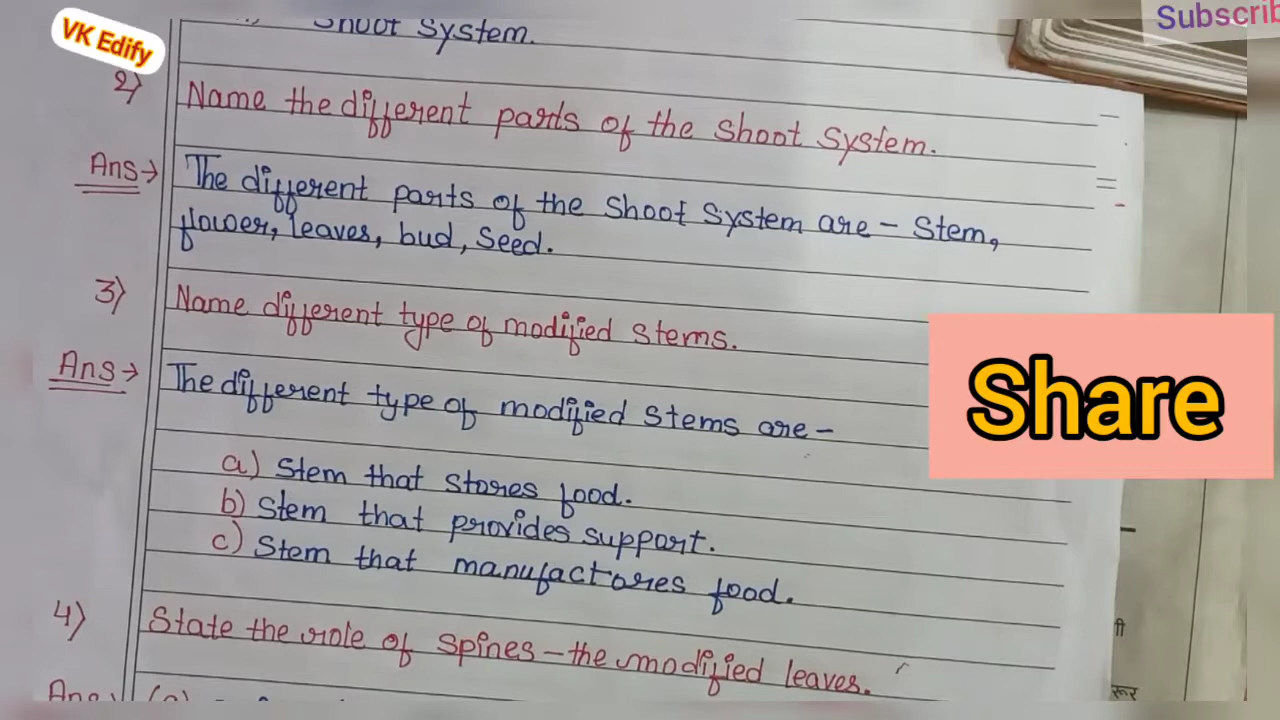 VK Edify
Subscrib
Shoot System.
2) Name the different parts of the Shoot System.
Ans→ The different parts of the Shoot System are – Stem,
flower, leaves, bud, Seed.
3) Name different type of modified Stems.
Ans→ The different type of modified Stems are –
a) Stem that stores food.
b) Stem that provides support.
c) Stem that manufactores food.
4) State the role of Spines – the modified leaves.
Ans
(a)
Share